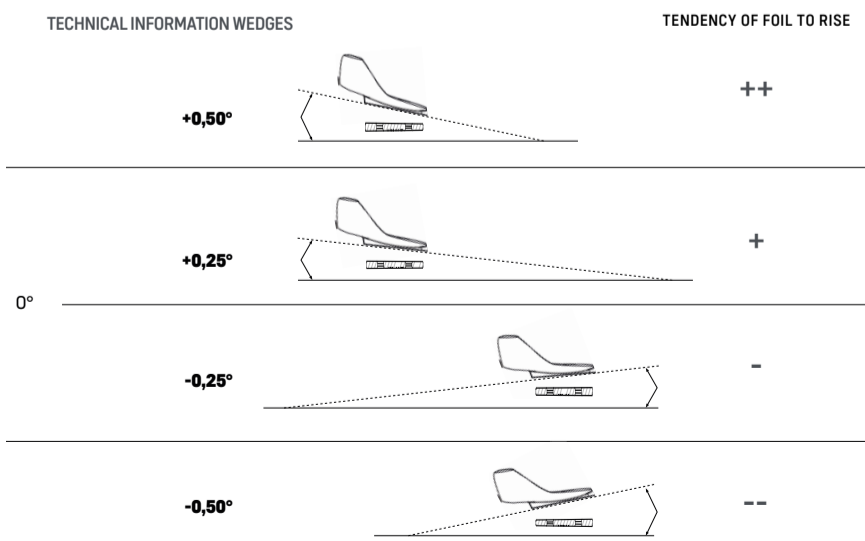 TECHNICAL INFORMATION WEDGES
TENDENCY OF FOIL TO RISE
+0,50° ++
+0,25° +
0°
-0,25° -
-0,50° --